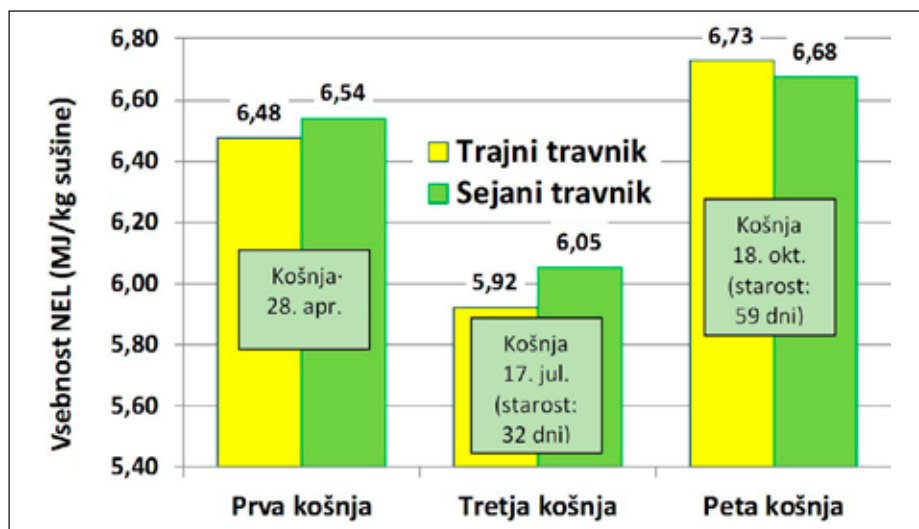 Vsebnost NEL (MJ/kg sušine)
6,80
6,60
6,40
6,20
6,00
5,80
5,60
5,40
6,48
6,54
5,92
6,05
6,73
6,68
Trajni travnik
Sejani travnik
Košnja-
28. apr.
Košnja
17. jul.
(starost:
32 dni)
Košnja
18. okt.
(starost:
59 dni)
Prva košnja
Tretja košnja
Peta košnja